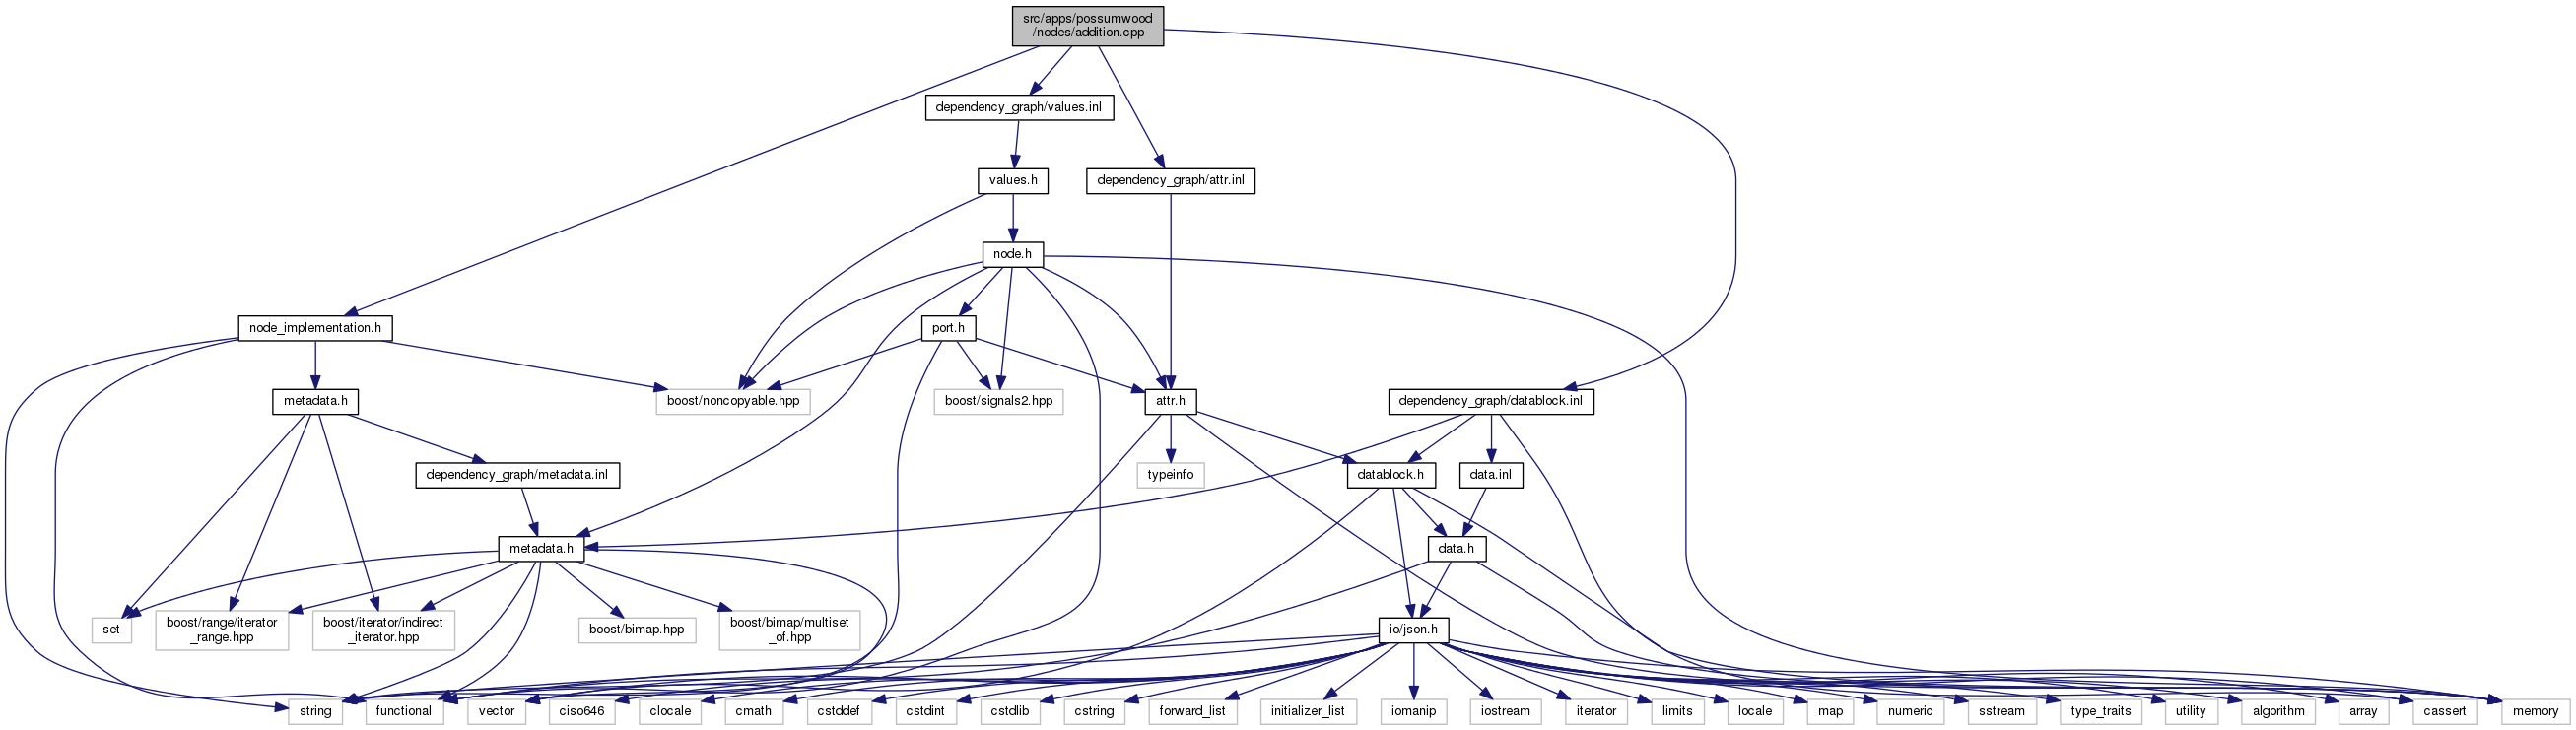 src/apps/possumwood
/nodes/addition.cpp
dependency_graph/values.inl
values.h
dependency_graph/attr.inl
node.h
node_implementation.h
port.h
metadata.h
boost/noncopyable.hpp
boost/signals2.hpp
attr.h
dependency_graph/datablock.inl
dependency_graph/metadata.inl
typeinfo
datablock.h
data.inl
metadata.h
data.h
set
boost/range/iterator
_range.hpp
boost/iterator/indirect
_iterator.hpp
boost/bimap.hpp
boost/bimap/multiset
_of.hpp
io/json.h
string
functional
vector
ciso646
clocale
cmath
cstddef
cstdint
cstdlib
cstring
forward_list
initializer_list
iomanip
iostream
iterator
limits
locale
map
numeric
sstream
type_traits
utility
algorithm
array
cassert
memory